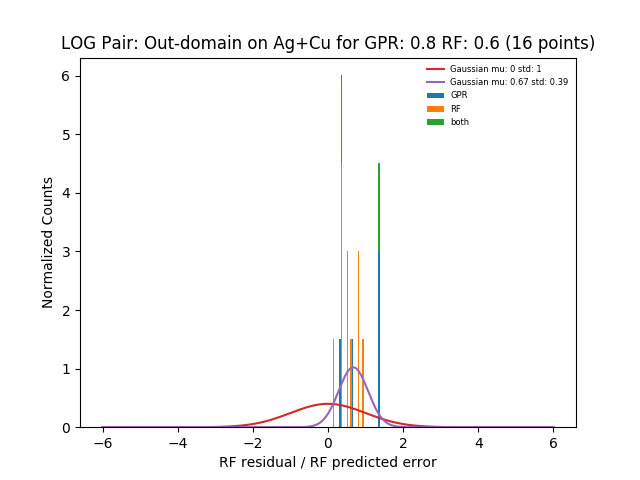 LOG Pair: Out-domain on Ag+Cu for GPR: 0.8 RF: 0.6 (16 points)
Gaussian mu: 0 std: 1
Gaussian mu: 0.67 std: 0.39
GPR
RF
both
Normalized Counts
6
5
4
3
2
1
0
−6 −4 −2 0 2 4 6
RF residual / RF predicted error